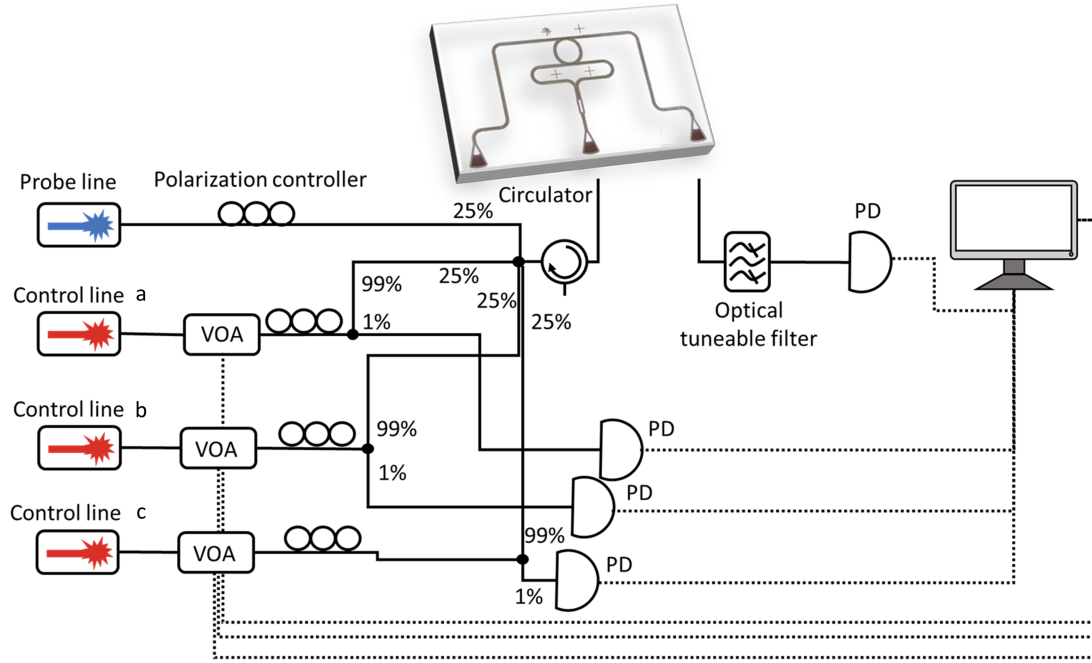 Probe line
Polarization controller
Circulator
25%
PD
Control line a
99%
25%
25%
VOA
1%
25%
Optical
tuneable filter
Control line b
VOA
99%
1%
PD
PD
Control line c
VOA
99%
PD
1%